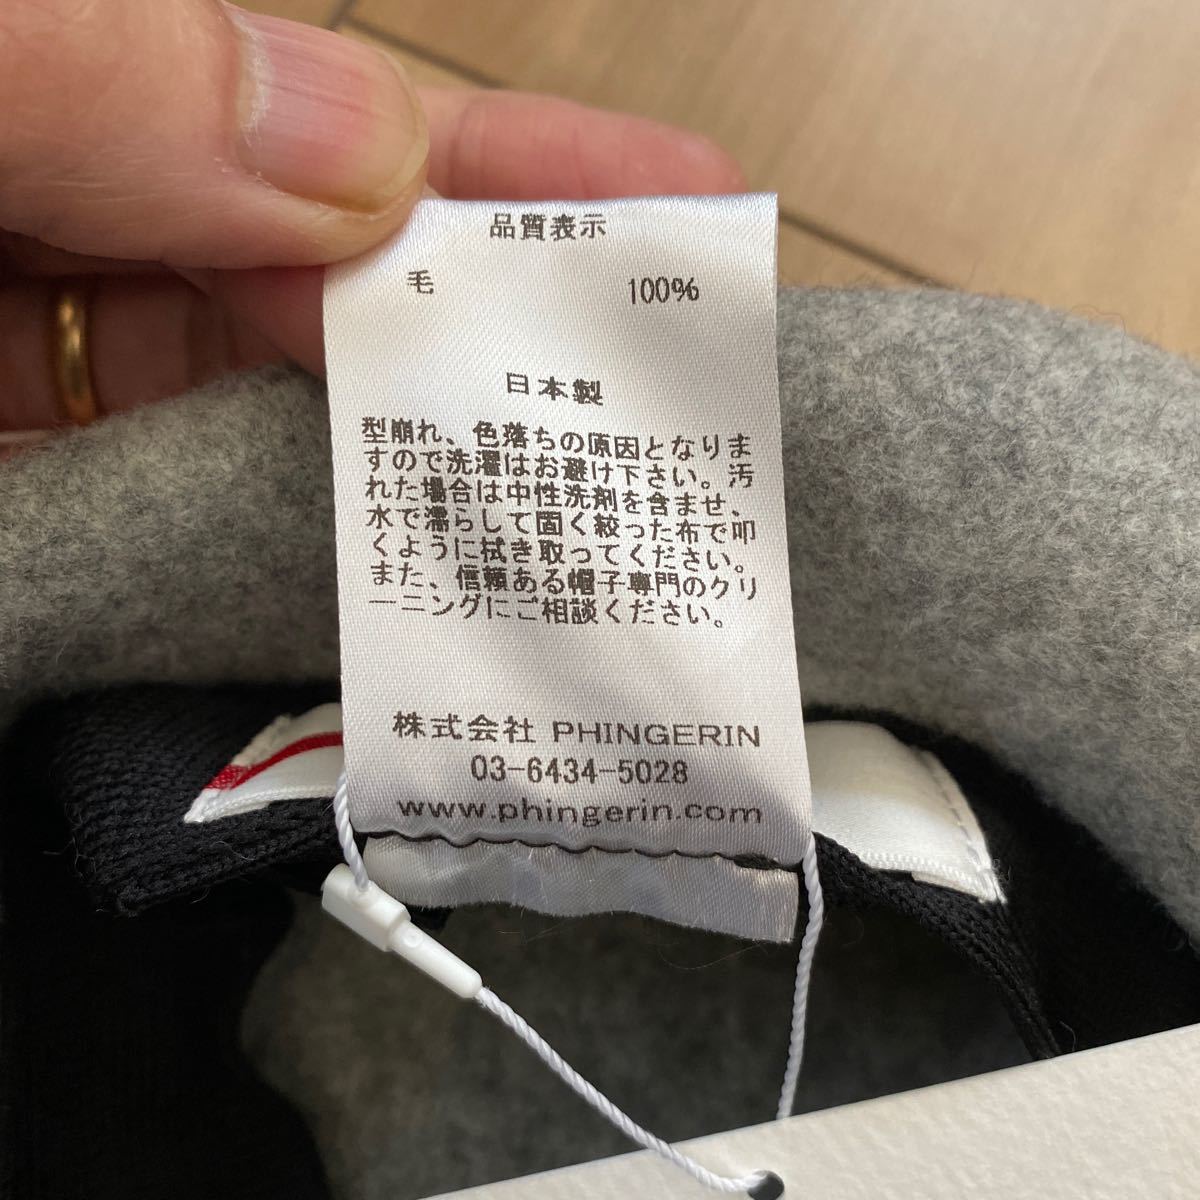 品質表示
毛 100%
日本製
型崩れ、色落ちの原因となりま
すので洗濯はお避け下さい。汚
れた場合は中性洗剤を含ませ、
水で濡らして固く絞った布で叩
くように拭き取ってください。
また、信頼ある帽子専門のクリ
ーニングにご相談ください。
株式会社 PHINGERIN
03-6434-5028
www.phingerin.com